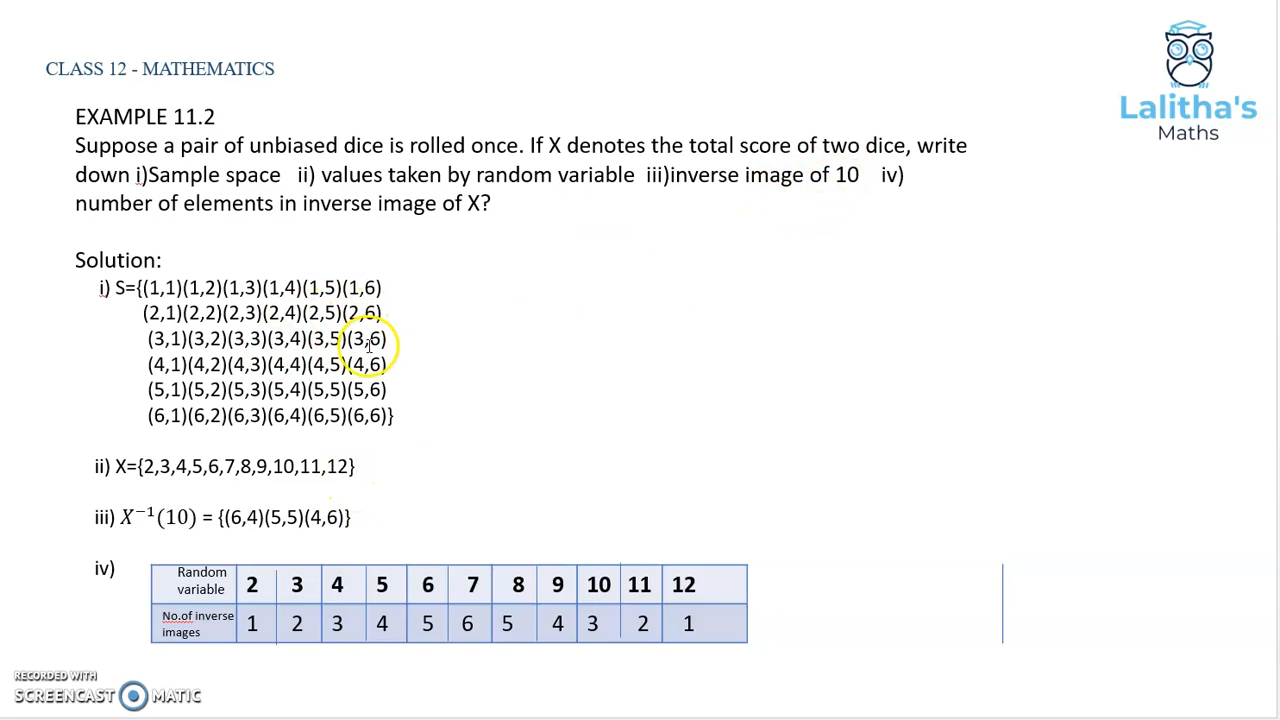 CLASS 12 - MATHEMATICS
Lalitha's
Maths
EXAMPLE 11.2
Suppose a pair of unbiased dice is rolled once. If X denotes the total score of two dice, write
down i)Sample space ii) values taken by random variable iii)inverse image of 10 iv)
number of elements in inverse image of X?
Solution:
i) S={(1,1)(1,2)(1,3)(1,4)(1,5)(1,6)
(2,1)(2,2)(2,3)(2,4)(2,5)(2,6)
(3,1)(3,2)(3,3)(3,4)(3,5)(3,6)
(4,1)(4,2)(4,3)(4,4)(4,5)(4,6)
(5,1)(5,2)(5,3)(5,4)(5,5)(5,6)
(6,1)(6,2)(6,3)(6,4)(6,5)(6,6)}
ii) X={2,3,4,5,6,7,8,9,10,11,12}
iii) X⁻¹(10) = {(6,4)(5,5)(4,6)}
iv)
Random
variable 2 3 4 5 6 7 8 9 10 11 12
No.of inverse
images 1 2 3 4 5 6 5 4 3 2 1
RECORDED WITH
SCREENCAST MATIC